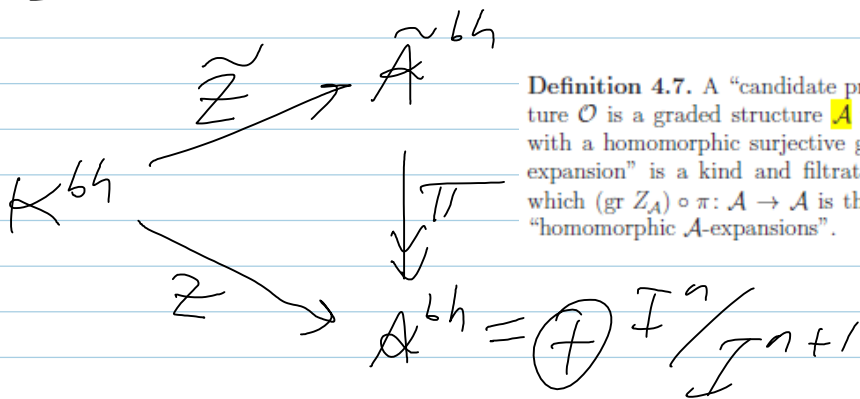 Z̃
Ã^{bh}
K^{bh}
π
Z
A^{bh} = ⊕ I^n / I^{n+1}
Definition 4.7. A “candidate pr
ture 𝒪 is a graded structure 𝒜
with a homomorphic surjective g
expansion” is a kind and filtrat
which (gr Z_A) ∘ π: 𝒜 → 𝒜 is th
“homomorphic 𝒜-expansions”.